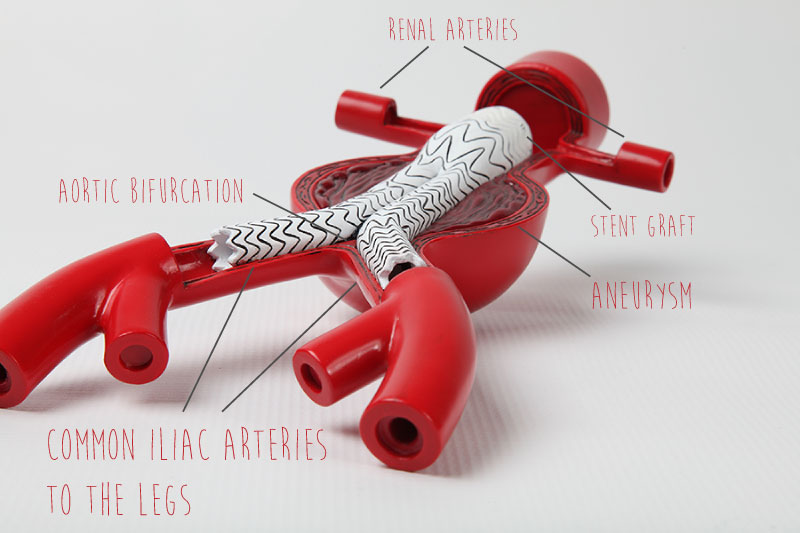 RENAL ARTERIES
AORTIC BIFURCATION
STENT GRAFT
ANEURYSM
COMMON ILIAC ARTERIES
TO THE LEGS